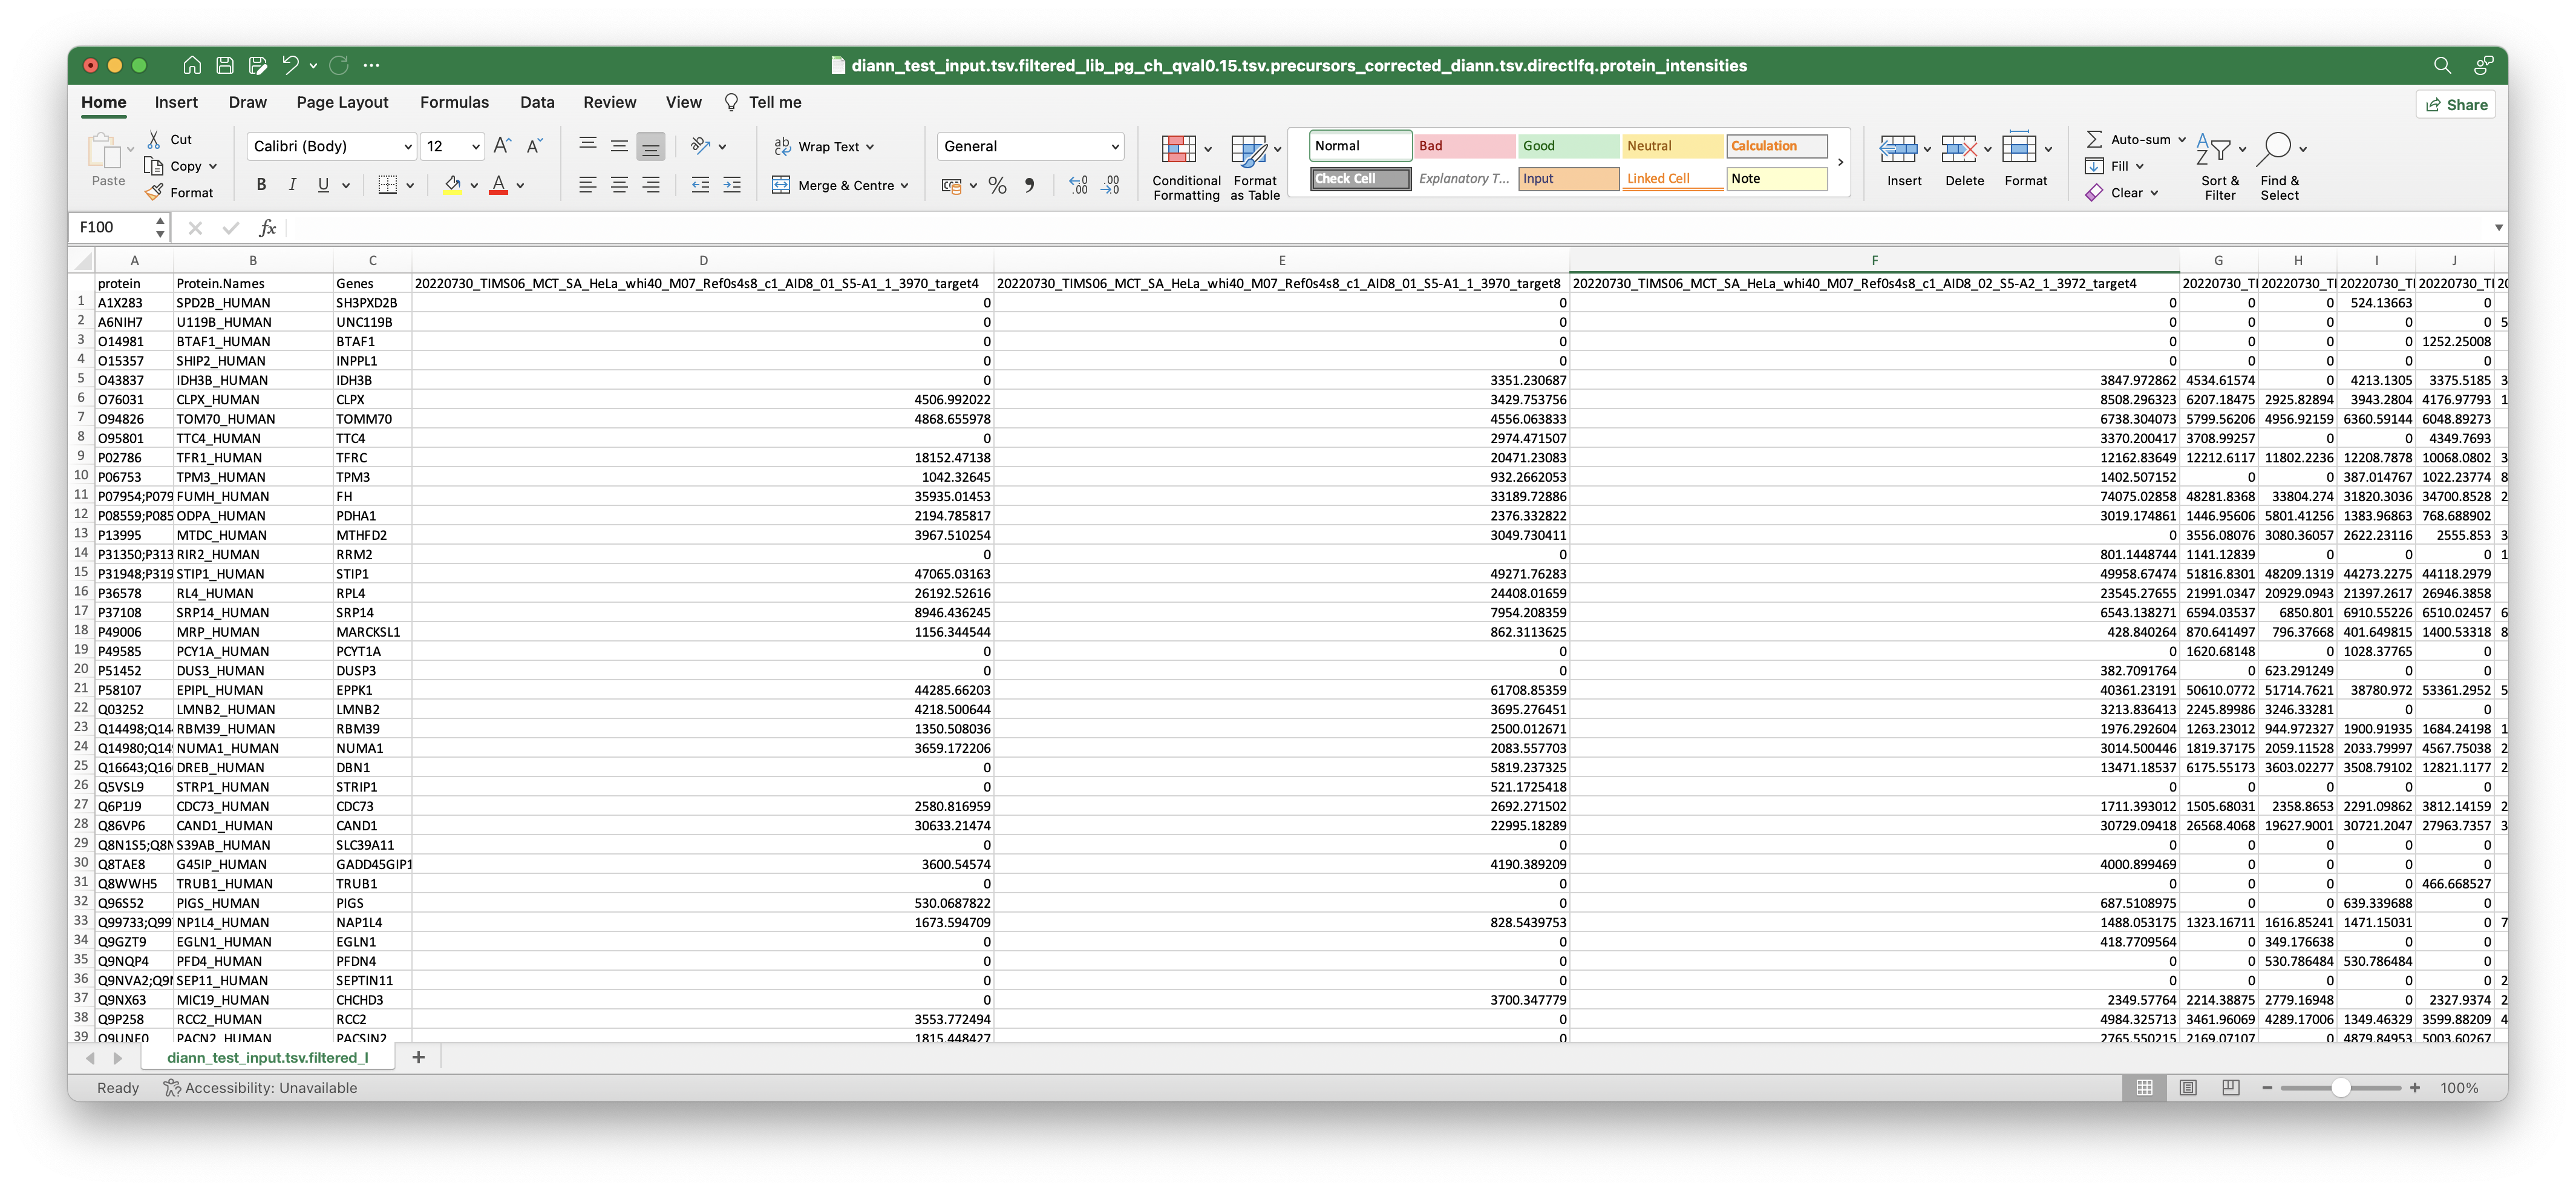 diann_test_input.tsv.filtered_lib_pg_ch_qval0.15.tsv.precursors_corrected_diann.tsv.directlfq.protein_intensities
Home Insert Draw Page Layout Formulas Data Review View Tell me Share
Paste Cut Copy Format
Calibri (Body) 12
B I U
Wrap Text
Merge & Centre
General
Conditional Formatting
Format as Table
Normal Bad Good Neutral Calculation
Check Cell Explanatory T... Input Linked Cell Note
Insert Delete Format
Auto-sum
Fill
Clear
Sort & Filter
Find & Select
F100 fx
A B C D E F G H I J
protein Protein.Names Genes 20220730_TIMS06_MCT_SA_HeLa_whi40_M07_Ref0s4s8_c1_AID8_01_S5-A1_1_3970_target4 20220730_TIMS06_MCT_SA_HeLa_whi40_M07_Ref0s4s8_c1_AID8_01_S5-A1_1_3970_target8 20220730_TIMS06_MCT_SA_HeLa_whi40_M07_Ref0s4s8_c1_AID8_02_S5-A2_1_3972_target4 20220730_TI 20220730_TI 20220730_TI 20220730_TI 20
1 A1X283 SPD2B_HUMAN SH3PXD2B 0 0 0 0 0 524.13663 0
2 A6NIH7 U119B_HUMAN UNC119B 0 0 0 0 0 0 0 5
3 O14981 BTAF1_HUMAN BTAF1 0 0 0 0 0 0 1252.25008
4 O15357 SHIP2_HUMAN INPPL1 0 0 0 0 0 0 0
5 O43837 IDH3B_HUMAN IDH3B 0 3351.230687 3847.972862 4534.61574 0 4213.1305 3375.5185 3
6 O76031 CLPX_HUMAN CLPX 4506.992022 3429.753756 8508.296323 6207.18475 2925.82894 3943.2804 4176.97793 1
7 O94826 TOM70_HUMAN TOMM70 4868.655978 4556.063833 6738.304073 5799.56206 4956.92159 6360.59144 6048.89273
8 O95801 TTC4_HUMAN TTC4 0 2974.471507 3370.200417 3708.99257 0 0 4349.7693
9 P02786 TFR1_HUMAN TFRC 18152.47138 20471.23083 12162.83649 12212.6117 11802.2236 12208.7878 10068.0802 3
10 P06753 TPM3_HUMAN TPM3 1042.32645 932.2662053 1402.507152 0 0 387.014767 1022.23774 8
11 P07954;P079 FUMH_HUMAN FH 35935.01453 33189.72886 74075.02858 48281.8368 33804.274 31820.3036 34700.8528 2
12 P08559;P085 ODPA_HUMAN PDHA1 2194.785817 2376.332822 3019.174861 1446.95606 5801.41256 1383.96863 768.688902
13 P13995 MTDC_HUMAN MTHFD2 3967.510254 3049.730411 0 3556.08076 3080.36057 2622.23116 2555.853 3
14 P31350;P313 RIR2_HUMAN RRM2 0 0 801.1448744 1141.12839 0 0 0 1
15 P31948;P319 STIP1_HUMAN STIP1 47065.03163 49271.76283 49958.67474 51816.8301 48209.1319 44273.2275 44118.2979
16 P36578 RL4_HUMAN RPL4 26192.52616 24408.01659 23545.27655 21991.0347 20929.0943 21397.2617 26946.3858
17 P37108 SRP14_HUMAN SRP14 8946.436245 7954.208359 6543.138271 6594.03537 6850.801 6910.55226 6510.02457 6
18 P49006 MRP_HUMAN MARCKSL1 1156.344544 862.3113625 428.840264 870.641497 796.37668 401.649815 1400.53318 8
19 P49585 PCY1A_HUMAN PCYT1A 0 0 0 1620.68148 0 1028.37765 0
20 P51452 DUS3_HUMAN DUSP3 0 0 382.7091764 0 623.291249 0 0
21 P58107 EPIPL_HUMAN EPPK1 44285.66203 61708.85359 40361.23191 50610.0772 51714.7621 38780.972 53361.2952 5
22 Q03252 LMNB2_HUMAN LMNB2 4218.500644 3695.276451 3213.836413 2245.89986 3246.33281 0 0
23 Q14498;Q14 RBM39_HUMAN RBM39 1350.508036 2500.012671 1976.292604 1263.23012 944.972327 1900.91935 1684.24198 1
24 Q14980;Q14 NUMA1_HUMAN NUMA1 3659.172206 2083.557703 3014.500446 1819.37175 2059.11528 2033.79997 4567.75038 2
25 Q16643;Q16 DREB_HUMAN DBN1 0 5819.237325 13471.18537 6175.55173 3603.02277 3508.79102 12821.1177 2
26 Q5VSL9 STRP1_HUMAN STRIP1 0 521.1725418 0 0 0 0 0
27 Q6P1J9 CDC73_HUMAN CDC73 2580.816959 2692.271502 1711.393012 1505.68031 2358.8653 2291.09862 3812.14159 2
28 Q86VP6 CAND1_HUMAN CAND1 30633.21474 22995.18289 30729.09418 26568.4068 19627.9001 30721.2047 27963.7357 3
29 Q8N1S5;Q8N S39AB_HUMAN SLC39A11 0 0 0 0 0 0 0
30 Q8TAE8 G45IP_HUMAN GADD45GIP1 3600.54574 4190.389209 4000.899469 0 0 0 0
31 Q8WWH5 TRUB1_HUMAN TRUB1 0 0 0 0 0 0 466.668527
32 Q96S52 PIGS_HUMAN PIGS 530.0687822 0 687.5108975 0 0 639.339688 0
33 Q99733;Q99 NP1L4_HUMAN NAP1L4 1673.594709 828.5439753 1488.053175 1323.16711 1616.85241 1471.15031 0 7
34 Q9GZT9 EGLN1_HUMAN EGLN1 0 0 418.7709564 0 349.176638 0 0
35 Q9NQP4 PFD4_HUMAN PFDN4 0 0 0 0 530.786484 530.786484 0
36 Q9NVA2;Q9N SEP11_HUMAN SEPTIN11 0 0 0 0 0 0 0 2
37 Q9NX63 MIC19_HUMAN CHCHD3 0 3700.347779 2349.57764 2214.38875 2779.16948 0 2327.9374 2
38 Q9P258 RCC2_HUMAN RCC2 3553.772494 0 4984.325713 3461.96069 4289.17006 1349.46329 3599.88209 4
39 Q9UNF0 PACN2_HUMAN PACSIN2 1815.448427 0 2765.550215 2169.07107 0 4879.84953 5003.60267
diann_test_input.tsv.filtered_l +
Ready Accessibility: Unavailable 100%